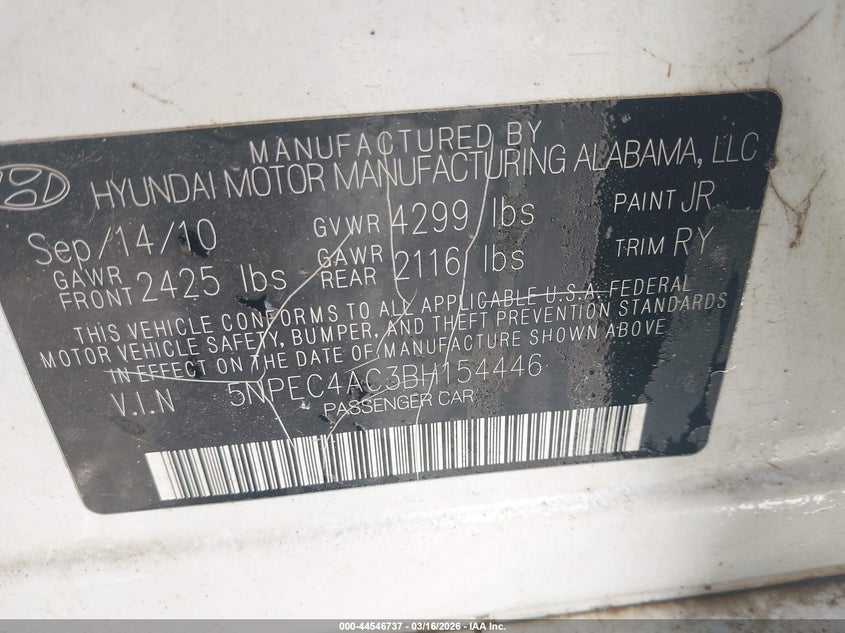 MANUFACTURED BY
HYUNDAI MOTOR MANUFACTURING ALABAMA, LLC
Sep/14/10 GVWR 4299 lbs PAINT JR
GAWR FRONT 2425 lbs GAWR REAR 2116 lbs TRIM RY
THIS VEHICLE CONFORMS TO ALL APPLICABLE U.S.A. FEDERAL
MOTOR VEHICLE SAFETY, BUMPER, AND THEFT PREVENTION STANDARDS
IN EFFECT ON THE DATE OF MANUFACTURE SHOWN ABOVE
V.I.N 5NPEC4AC3BH154446
PASSENGER CAR
000-44546737 - 03/16/2026 - IAA Inc.